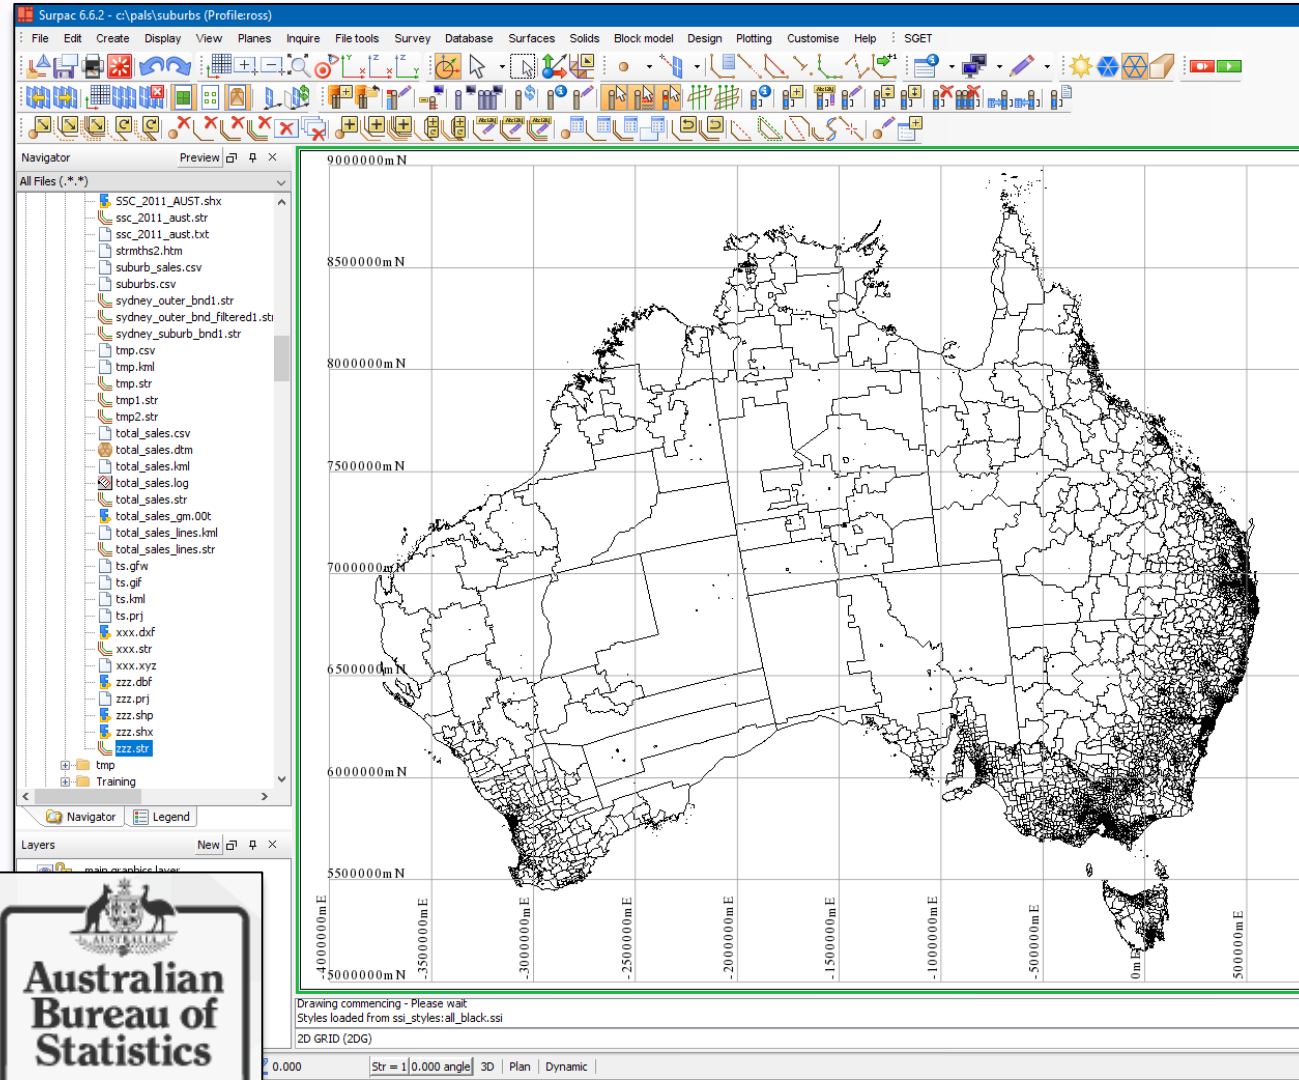 Surpac 6.6.2 - c:\pals\suburbs (Profile:ross)
File Edit Create Display View Planes Inquire File tools Survey Database Surfaces Solids Block model Design Plotting Customise Help SGET
Navigator Preview
All Files (.*.*)
SSC_2011_AUST.shx
ssc_2011_aust.str
ssc_2011_aust.txt
strmths2.htm
suburb_sales.csv
suburbs.csv
sydney_outer_bnd1.str
sydney_outer_bnd_filtered1.str
sydney_suburb_bnd1.str
tmp.csv
tmp.kml
tmp.str
tmp1.str
tmp2.str
total_sales.csv
total_sales.dtm
total_sales.kml
total_sales.log
total_sales.str
total_sales_gm.00t
total_sales_lines.kml
total_sales_lines.str
ts.gfw
ts.gif
ts.kml
ts.prj
xxx.dxf
xxx.str
xxx.xyz
zzz.dbf
zzz.prj
zzz.shp
zzz.shx
zzz.str
tmp
Training
Navigator Legend
Layers New
main graphics layer
AUSTRALIA
Australian
Bureau of
Statistics
9000000m N
8500000m N
8000000m N
7500000m N
7000000m N
6500000m N
6000000m N
5500000m N
5000000m N
-4000000m E
-3500000m E
-3000000m E
-2500000m E
-2000000m E
-1500000m E
-1000000m E
-500000m E
0m E
500000m E
Drawing commencing - Please wait
Styles loaded from ssi_styles:all_black.ssi
2D GRID (2DG)
0.000 Str = 1 0.000 angle 3D Plan Dynamic